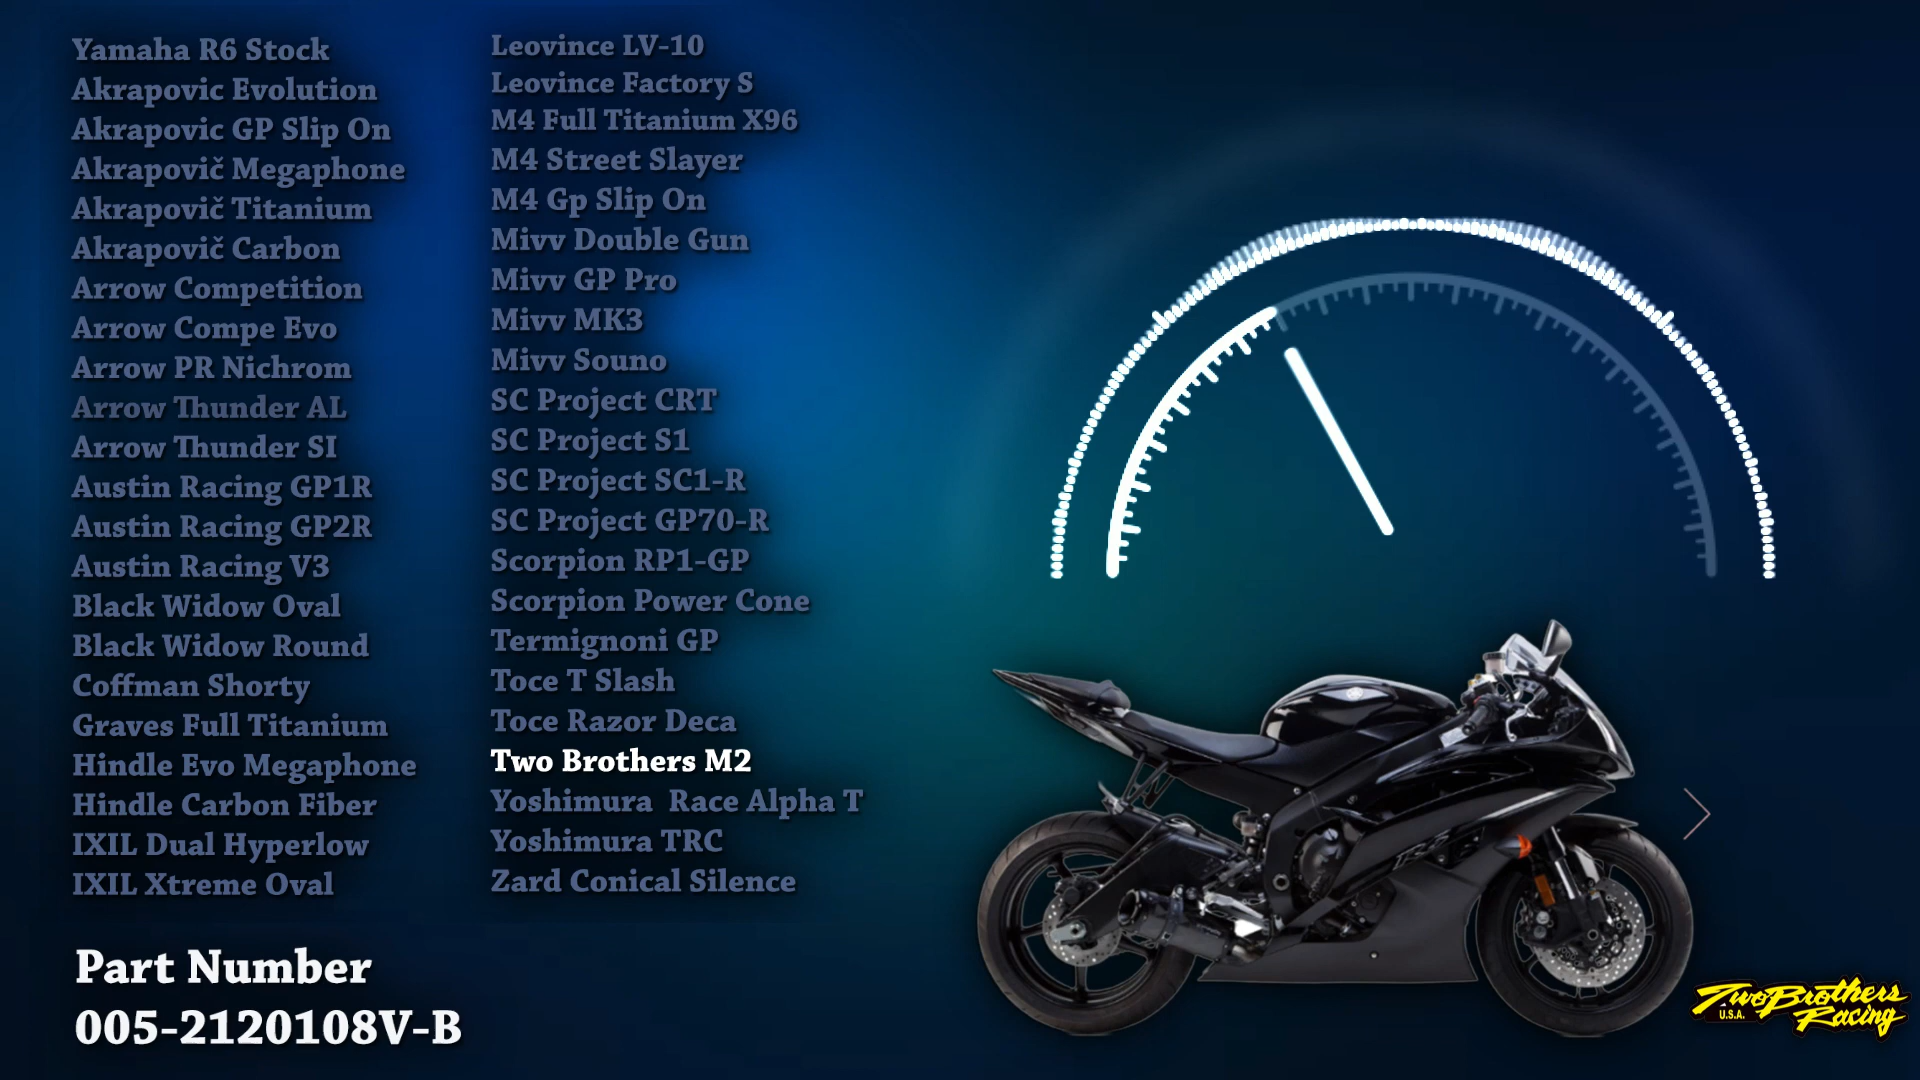 Yamaha R6 Stock
Akrapovic Evolution
Akrapovic GP Slip On
Akrapovič Megaphone
Akrapovič Titanium
Akrapovič Carbon
Arrow Competition
Arrow Compe Evo
Arrow PR Nichrom
Arrow Thunder AL
Arrow Thunder SI
Austin Racing GP1R
Austin Racing GP2R
Austin Racing V3
Black Widow Oval
Black Widow Round
Coffman Shorty
Graves Full Titanium
Hindle Evo Megaphone
Hindle Carbon Fiber
IXIL Dual Hyperlow
IXIL Xtreme Oval
Leovince LV-10
Leovince Factory S
M4 Full Titanium X96
M4 Street Slayer
M4 Gp Slip On
Mivv Double Gun
Mivv GP Pro
Mivv MK3
Mivv Souno
SC Project CRT
SC Project S1
SC Project SC1-R
SC Project GP70-R
Scorpion RP1-GP
Scorpion Power Cone
Termignoni GP
Toce T Slash
Toce Razor Deca
Two Brothers M2
Yoshimura  Race Alpha T
Yoshimura TRC
Zard Conical Silence
Part Number
005-2120108V-B
R6
Two Brothers
U.S.A. Racing